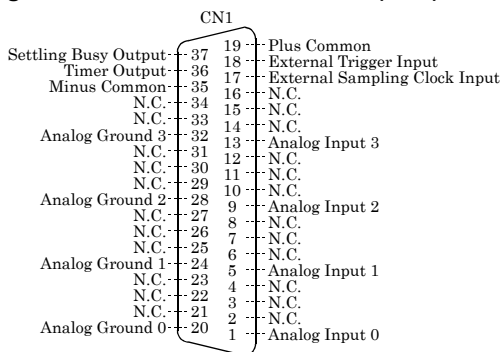 CN1
Settling Busy Output 37
Timer Output 36
Minus Common 35
N.C. 34
N.C. 33
Analog Ground 3 32
N.C. 31
N.C. 30
N.C. 29
Analog Ground 2 28
N.C. 27
N.C. 26
N.C. 25
Analog Ground 1 24
N.C. 23
N.C. 22
N.C. 21
Analog Ground 0 20
19 Plus Common
18 External Trigger Input
17 External Sampling Clock Input
16 N.C.
15 N.C.
14 N.C.
13 Analog Input 3
12 N.C.
11 N.C.
10 N.C.
9 Analog Input 2
8 N.C.
7 N.C.
6 N.C.
5 Analog Input 1
4 N.C.
3 N.C.
2 N.C.
1 Analog Input 0